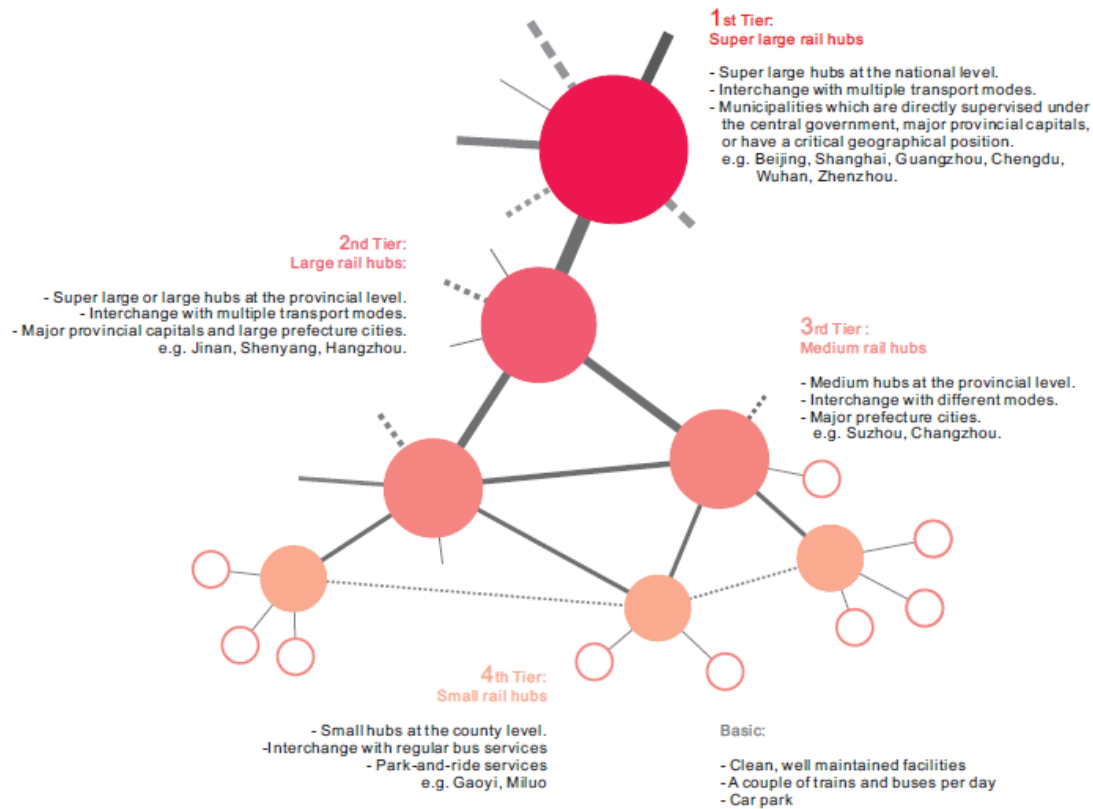 1st Tier:
Super large rail hubs
- Super large hubs at the national level.
- Interchange with multiple transport modes.
- Municipalities which are directly supervised under
the central government, major provincial capitals,
or have a critical geographical position.
e.g. Beijing, Shanghai, Guangzhou, Chengdu,
Wuhan, Zhenzhou.
2nd Tier:
Large rail hubs:
- Super large or large hubs at the provincial level.
- Interchange with multiple transport modes.
- Major provincial capitals and large prefecture cities.
e.g. Jinan, Shenyang, Hangzhou.
3rd Tier :
Medium rail hubs
- Medium hubs at the provincial level.
- Interchange with different modes.
- Major prefecture cities.
e.g. Suzhou, Changzhou.
4th Tier:
Small rail hubs
- Small hubs at the county level.
-Interchange with regular bus services
- Park-and-ride services
e.g. Gaoyi, Miluo
Basic:
- Clean, well maintained facilities
- A couple of trains and buses per day
- Car park